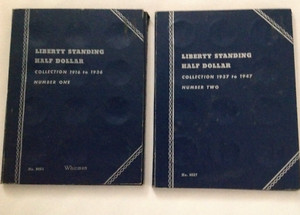 LIBERTY STANDING
HALF DOLLAR
COLLECTION 1916 to 1936
NUMBER ONE
Whitman
LIBERTY STANDING
HALF DOLLAR
COLLECTION 1937 to 1947
NUMBER TWO